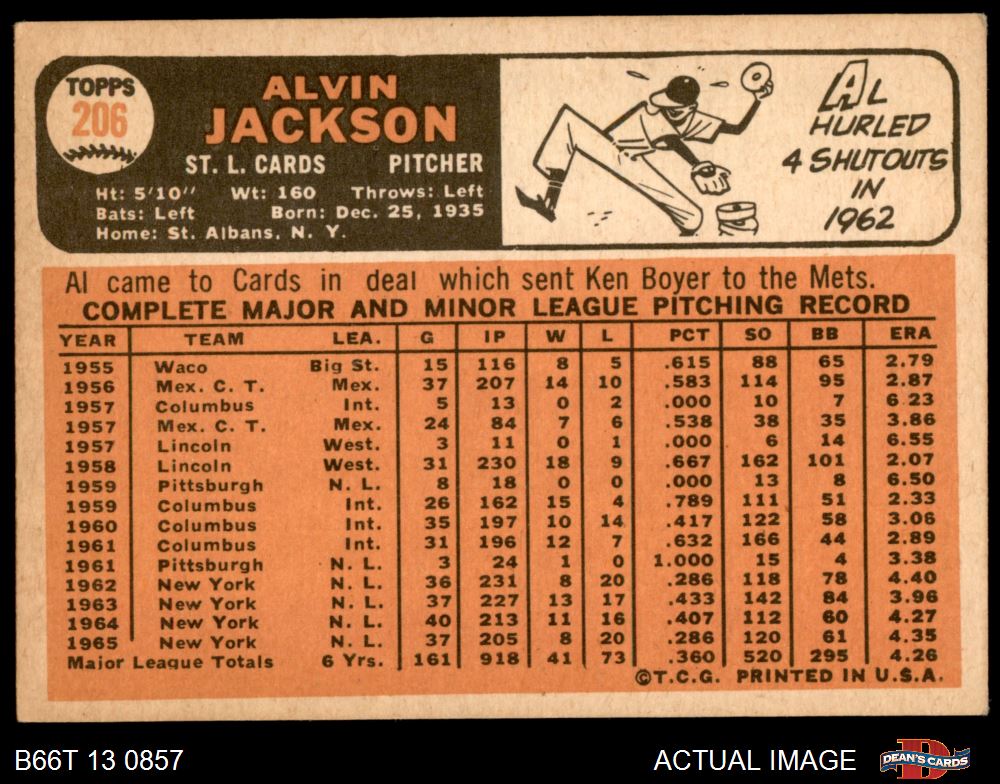 TOPPS
206
ALVIN
JACKSON
ST. L. CARDS PITCHER
Ht: 5'10" Wt: 160 Throws: Left
Bats: Left Born: Dec. 25, 1935
Home: St. Albans, N. Y.
AL
HURLED
4 SHUTOUTS
IN
1962
Al came to Cards in deal which sent Ken Boyer to the Mets.
COMPLETE MAJOR AND MINOR LEAGUE PITCHING RECORD
YEAR TEAM LEA. G IP W L PCT SO BB ERA
1955 Waco Big St. 15 116 8 5 .615 88 65 2.79
1956 Mex. C. T. Mex. 37 207 14 10 .583 114 95 2.87
1957 Columbus Int. 5 13 0 2 .000 10 7 6.23
1957 Mex. C. T. Mex. 24 84 7 6 .538 38 35 3.86
1957 Lincoln West. 3 11 0 1 .000 6 14 6.55
1958 Lincoln West. 31 230 18 9 .667 162 101 2.07
1959 Pittsburgh N. L. 8 18 0 0 .000 13 8 6.50
1959 Columbus Int. 26 162 15 4 .789 111 51 2.33
1960 Columbus Int. 35 197 10 14 .417 122 58 3.06
1961 Columbus Int. 31 196 12 7 .632 166 44 2.89
1961 Pittsburgh N. L. 3 24 1 0 1.000 15 4 3.38
1962 New York N. L. 36 231 8 20 .286 118 78 4.40
1963 New York N. L. 37 227 13 17 .433 142 84 3.96
1964 New York N. L. 40 213 11 16 .407 112 60 4.27
1965 New York N. L. 37 205 8 20 .286 120 61 4.35
Major League Totals 6 Yrs. 161 918 41 73 .360 520 295 4.26
©T.C.G. PRINTED IN U.S.A.
B66T 13 0857 ACTUAL IMAGE DEAN'S CARDS